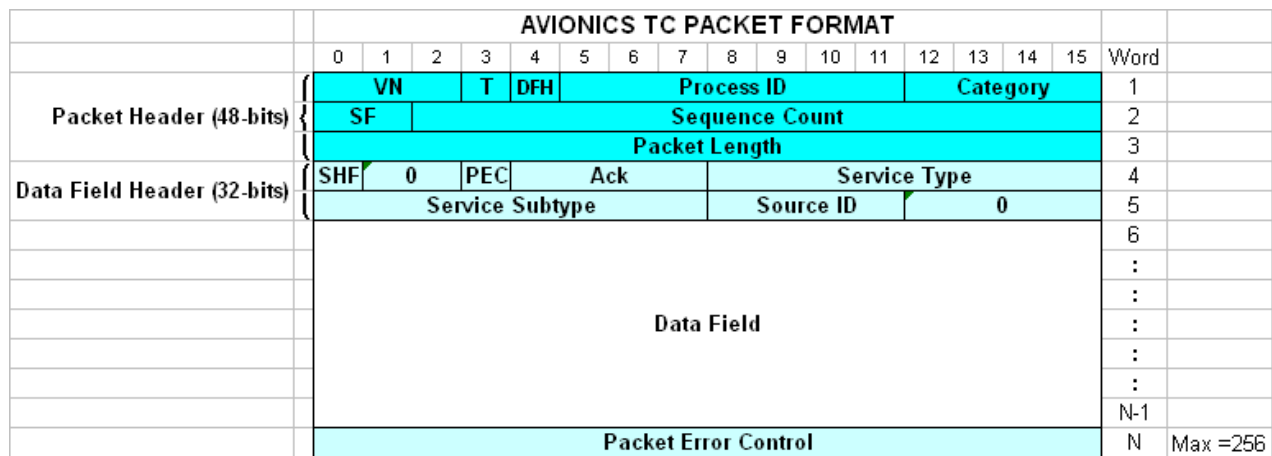 AVIONICS TC PACKET FORMAT
0 1 2 3 4 5 6 7 8 9 10 11 12 13 14 15 Word
VN T DFH Process ID Category 1
Packet Header (48-bits) SF Sequence Count 2
Packet Length 3
SHF 0 PEC Ack Service Type 4
Data Field Header (32-bits)
Service Subtype Source ID 0 5
6
:
:
Data Field :
:
:
N-1
Packet Error Control N Max =256